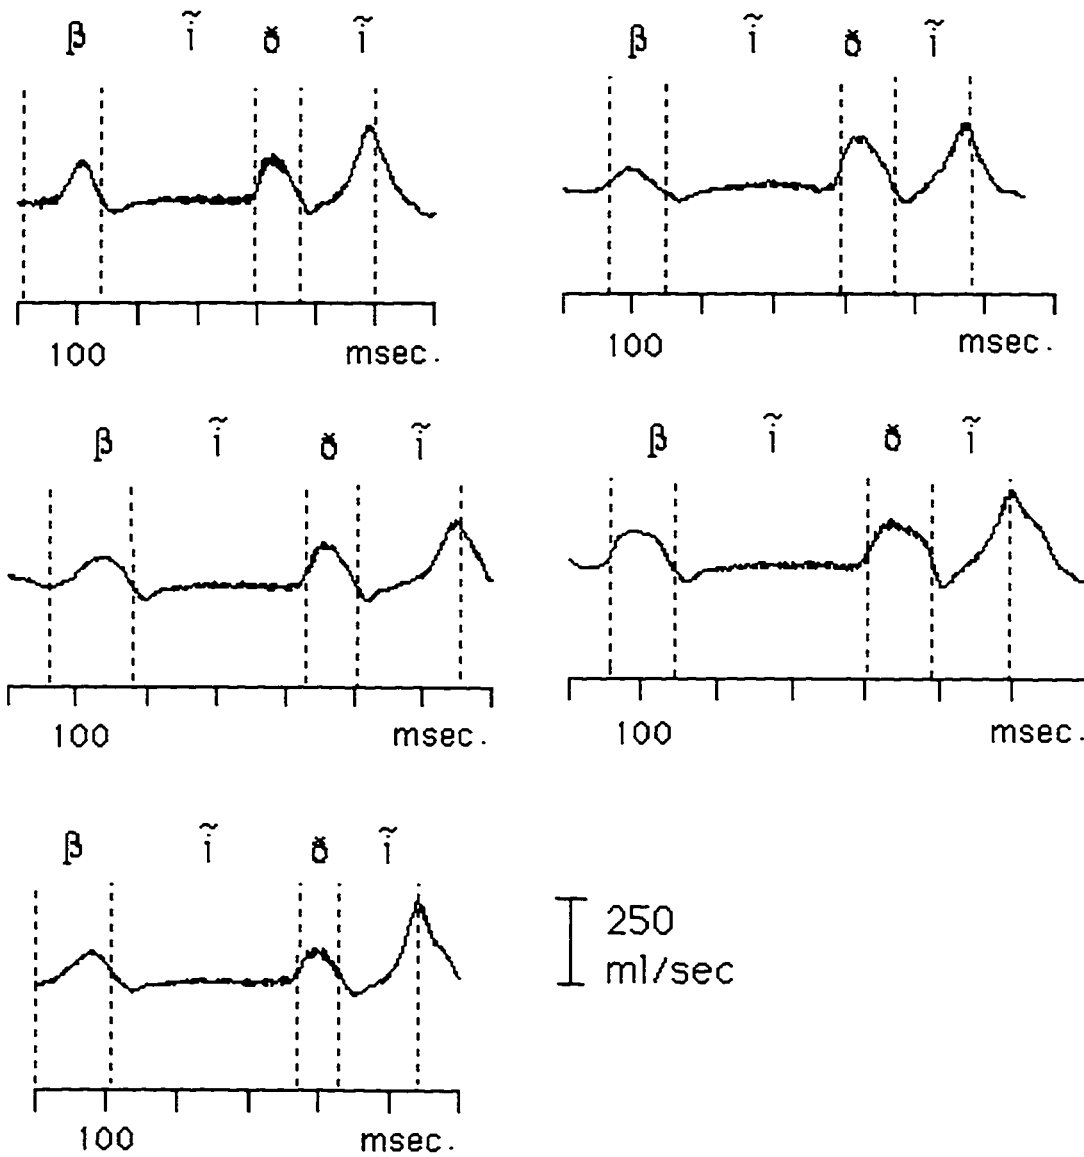 β ĩ ð ĩ
100 msec.
β ĩ ð ĩ
100 msec.
β ĩ ð ĩ
100 msec.
β ĩ ð ĩ
100 msec.
β ĩ ð ĩ
100 msec.
250
ml/sec